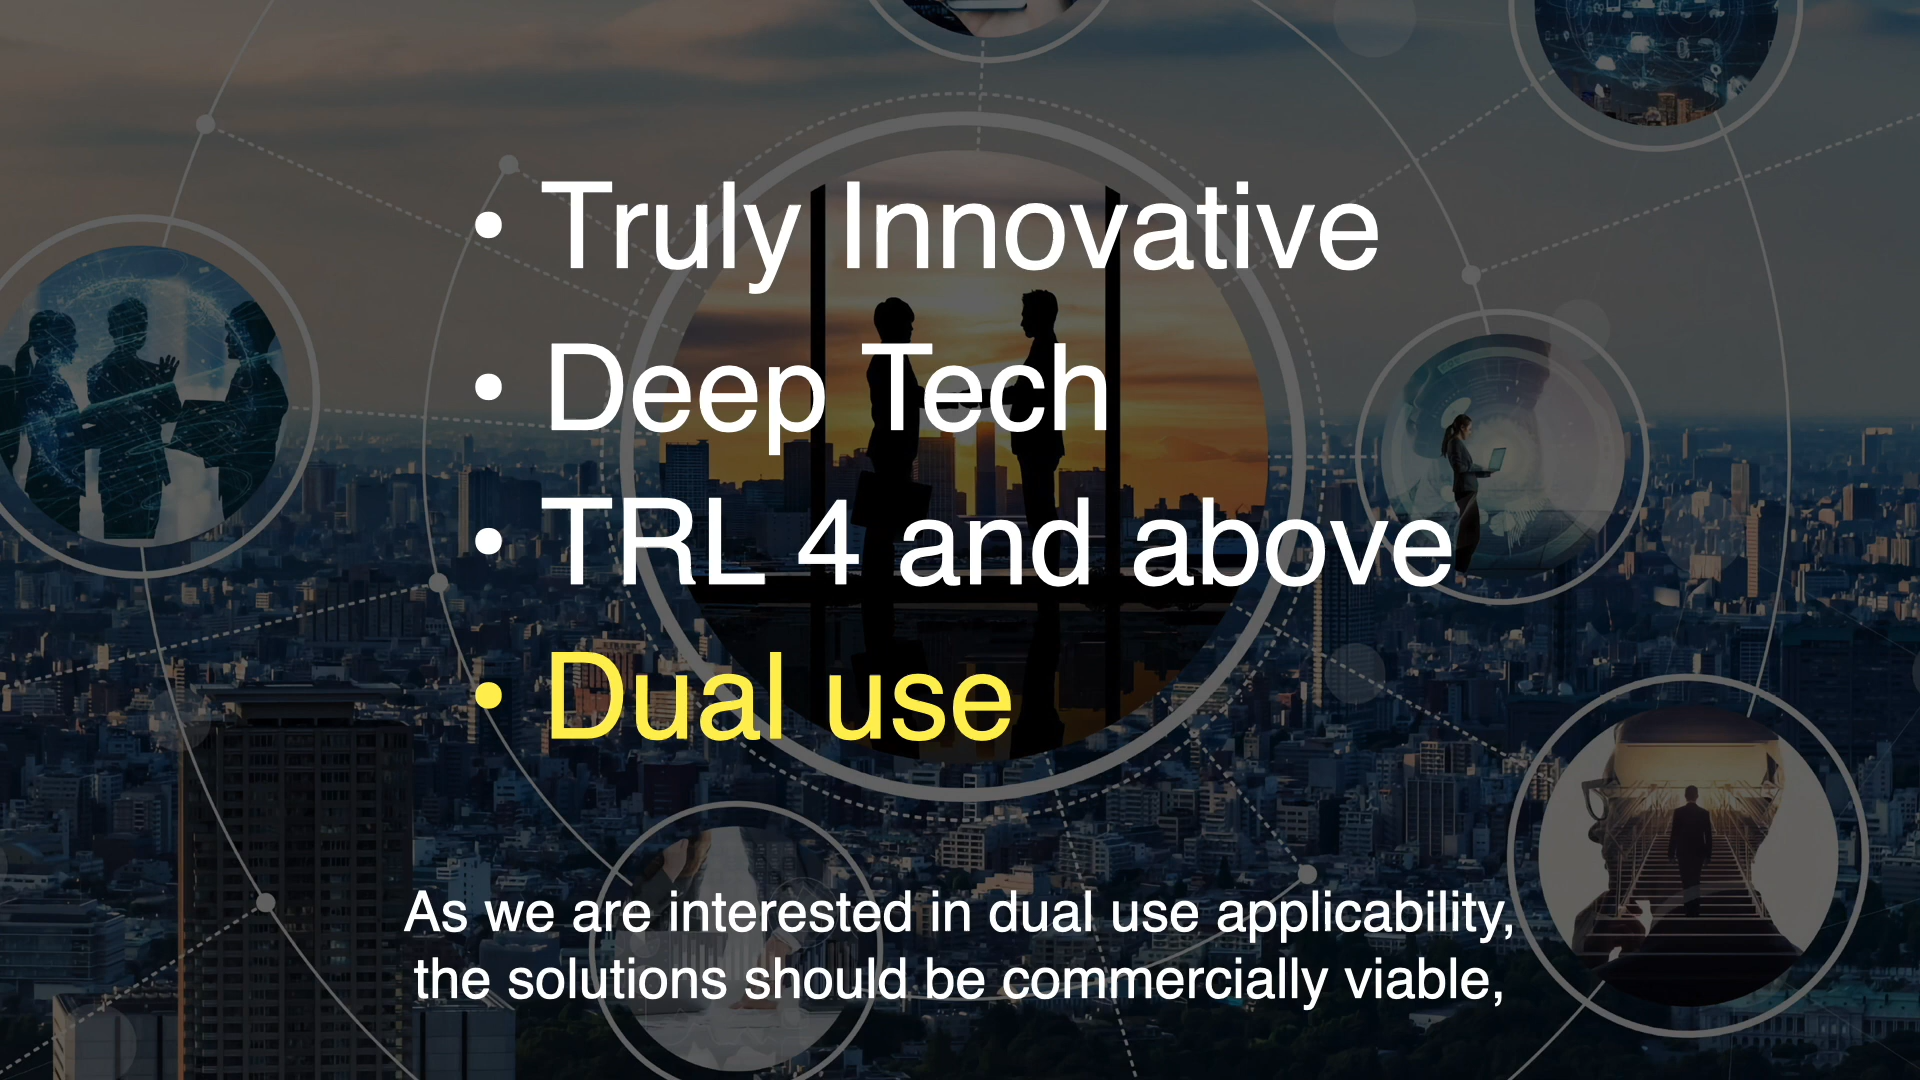 • Truly Innovative
• Deep Tech
• TRL 4 and above
• Dual use
As we are interested in dual use applicability,
the solutions should be commercially viable,